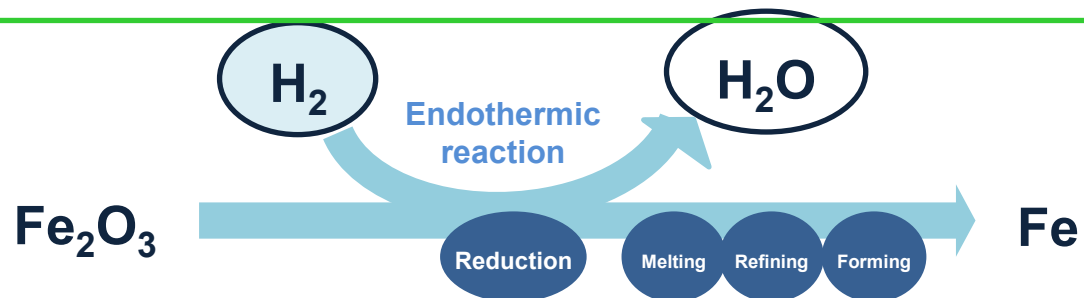 H₂
H₂O
Endothermic
reaction
Fe₂O₃
Fe
Reduction
Melting
Refining
Forming